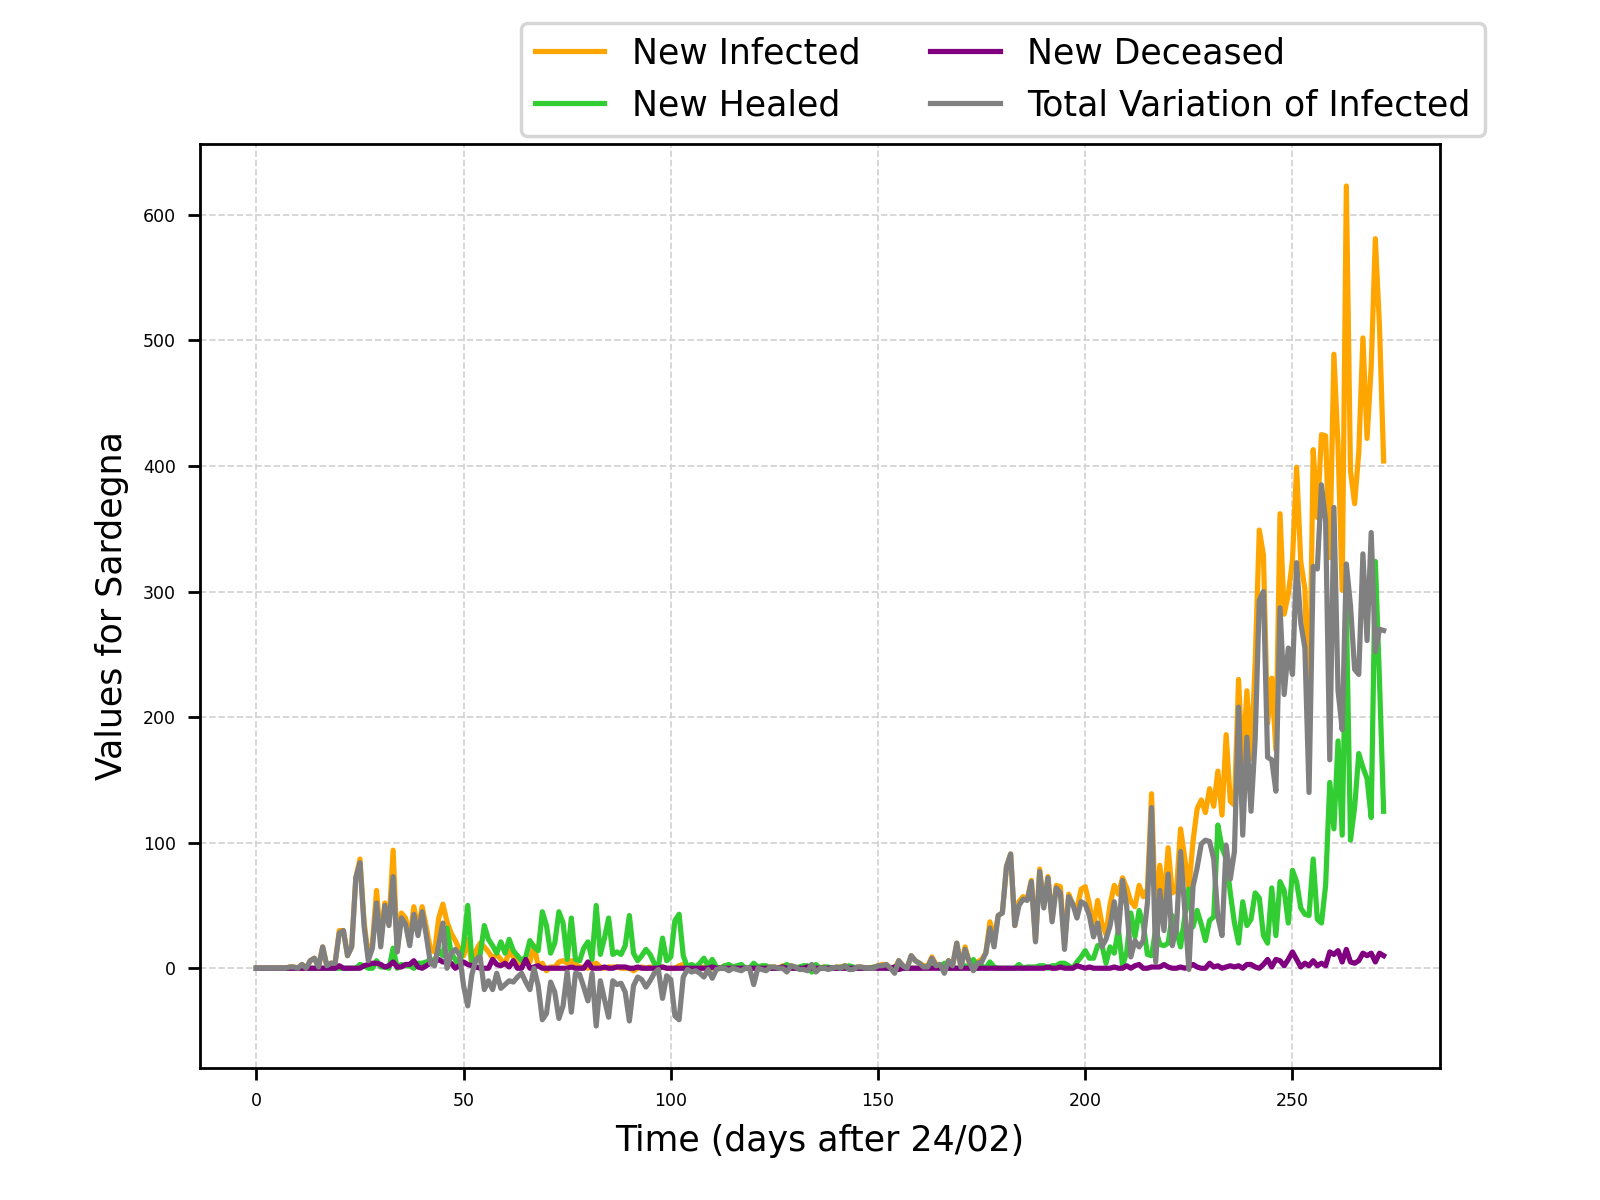 New Infected
New Healed
New Deceased
Total Variation of Infected
Values for Sardegna
600
500
400
300
200
100
0
0 50 100 150 200 250
Time (days after 24/02)